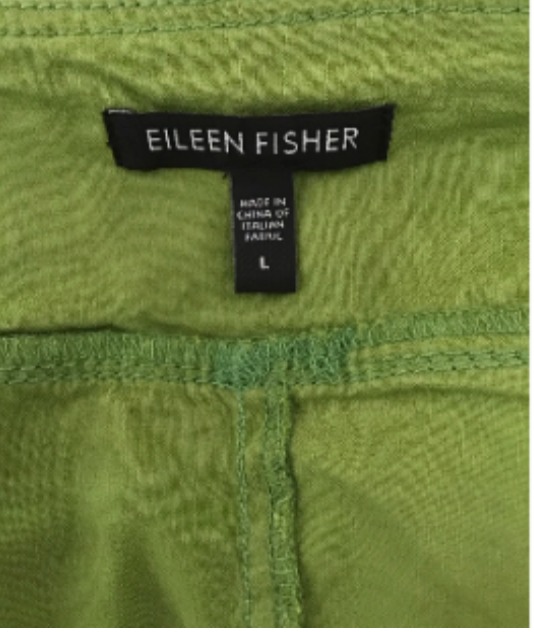 EILEEN FISHER
MADE IN
CHINA OF
ITALIAN
FABRIC
L